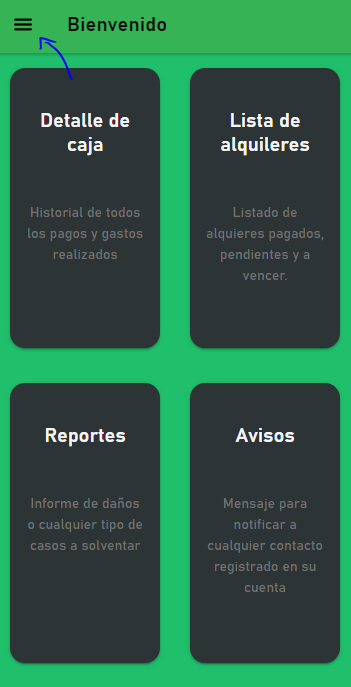 Bienvenido
Detalle de
caja
Historial de todos
los pagos y gastos
realizados
Lista de
alquileres
Listado de
alquieres pagados,
pendientes y a
vencer.
Reportes
Informe de daños
o cualquier tipo de
casos a solventar
Avisos
Mensaje para
notificar a
cualquier contacto
registrado en su
cuenta